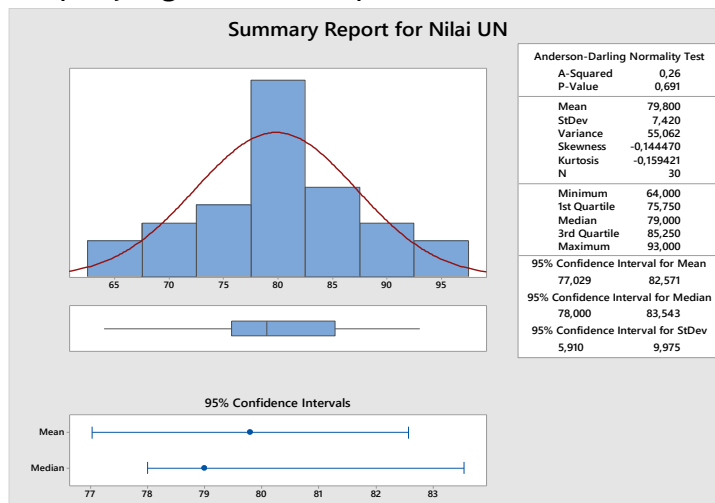 Summary Report for Nilai UN
65 70 75 80 85 90 95
95% Confidence Intervals
Mean
Median
77 78 79 80 81 82 83
Anderson-Darling Normality Test
A-Squared 0,26
P-Value 0,691
Mean 79,800
StDev 7,420
Variance 55,062
Skewness -0,144470
Kurtosis -0,159421
N 30
Minimum 64,000
1st Quartile 75,750
Median 79,000
3rd Quartile 85,250
Maximum 93,000
95% Confidence Interval for Mean
77,029 82,571
95% Confidence Interval for Median
78,000 83,543
95% Confidence Interval for StDev
5,910 9,975